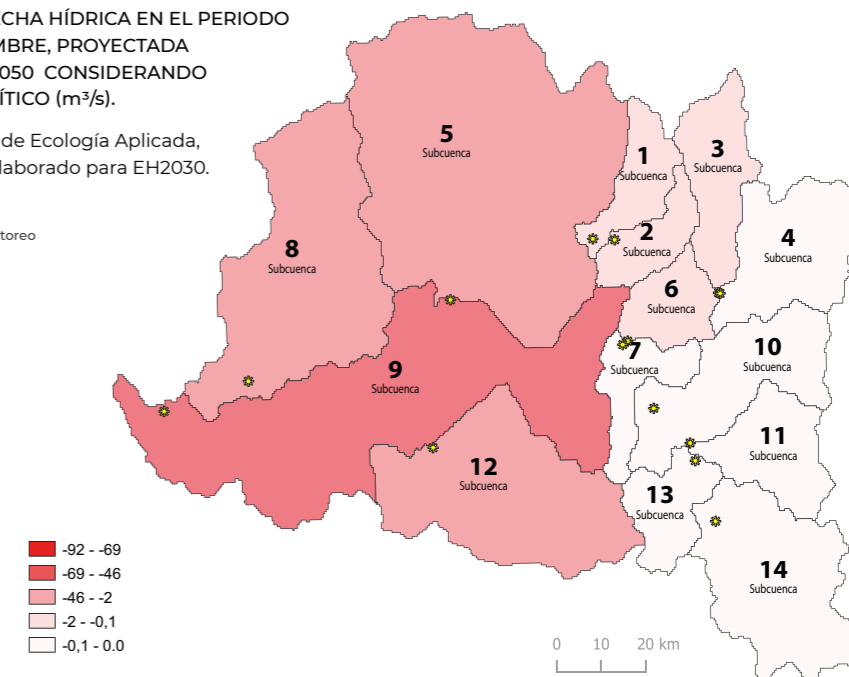 ECHA HÍDRICA EN EL PERIODO
MBRE, PROYECTADA
050 CONSIDERANDO
ÍTICO (m³/s).
de Ecología Aplicada,
laborado para EH2030.
toreo
5
Subcuenca
1
Subcuenca
3
Subcuenca
2
Subcuenca
4
Subcuenca
8
Subcuenca
6
Subcuenca
7
Subcuenca
10
Subcuenca
9
Subcuenca
11
Subcuenca
12
Subcuenca
13
Subcuenca
14
Subcuenca
-92 - -69
-69 - -46
-46 - -2
-2 - -0,1
-0,1 - 0.0
0 10 20 km